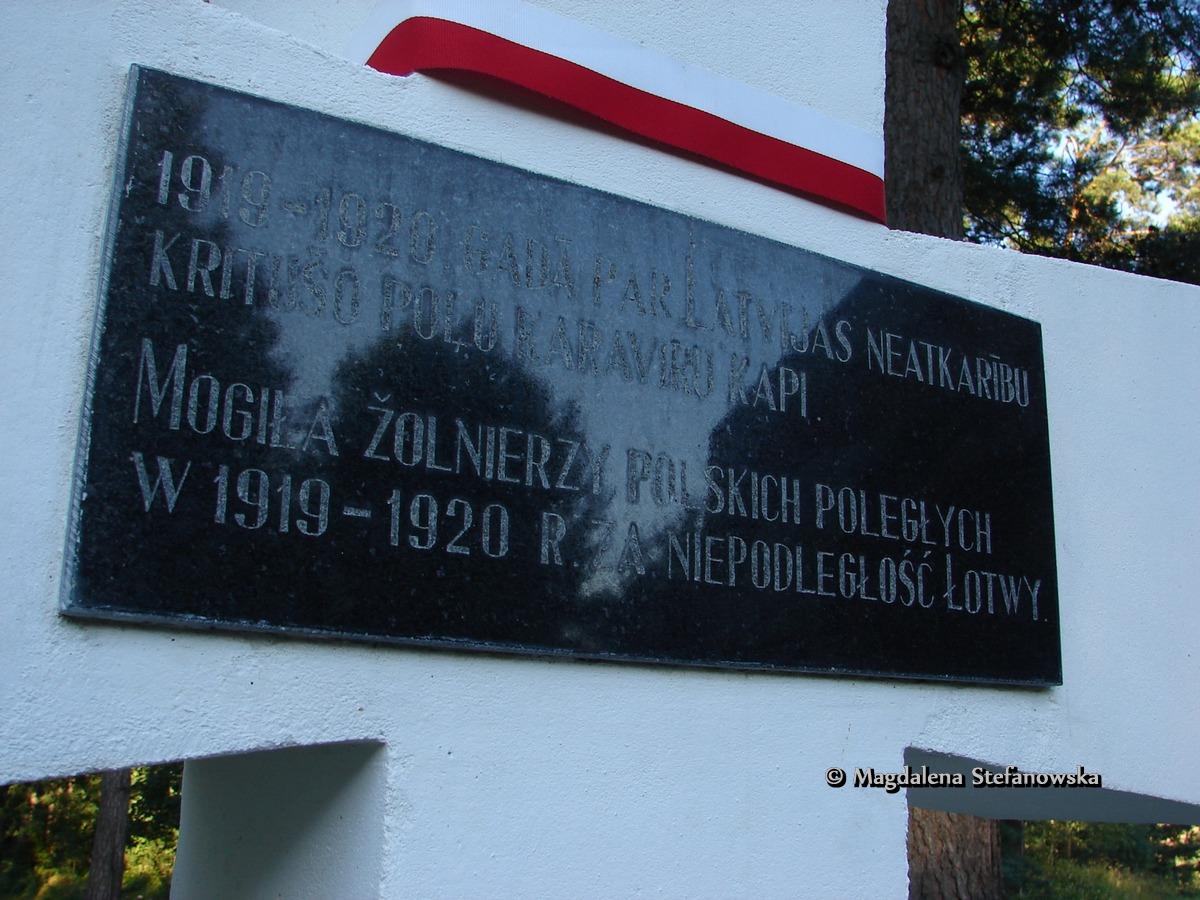 1919-1920 GADĀ PAR LATVIJAS NEATKARĪBU
KRITUŠO POĻU KARAVĪRU KAPI.
MOGIŁA ŻOLNIERZY POLSKICH POLEGŁYCH
W 1919-1920 R. ZA NIEPODLEGŁOŚĆ ŁOTWY.
© Magdalena Stefanowska